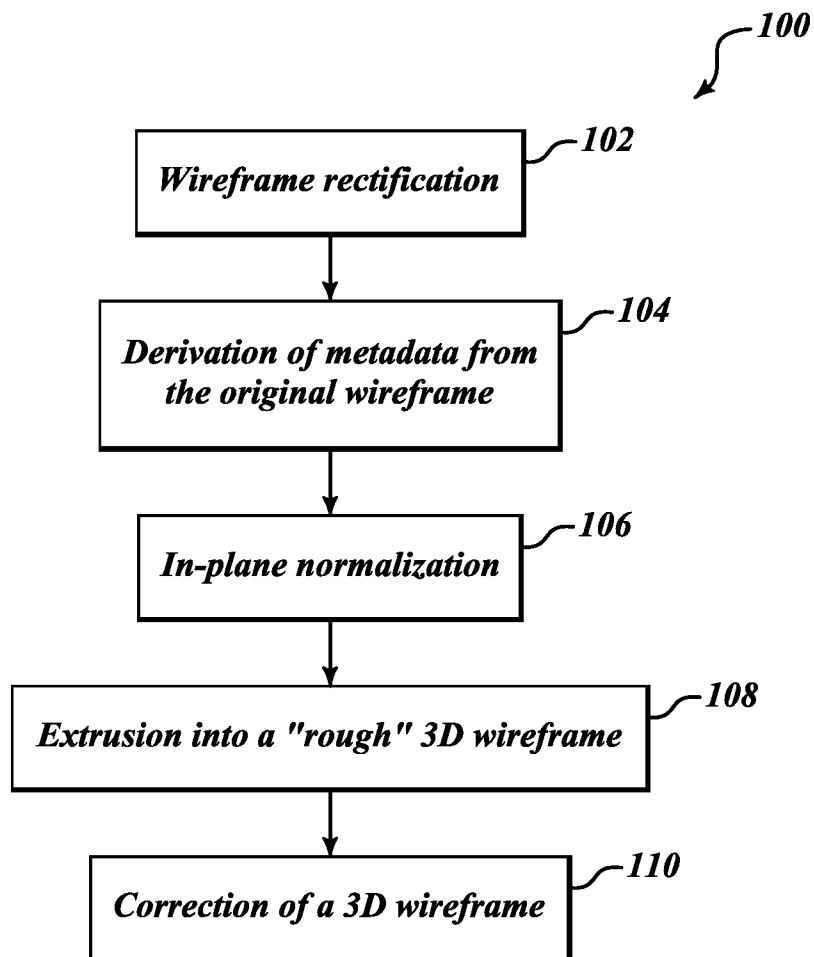 100
Wireframe rectification
102
Derivation of metadata from
the original wireframe
104
In-plane normalization
106
Extrusion into a "rough" 3D wireframe
108
Correction of a 3D wireframe
110